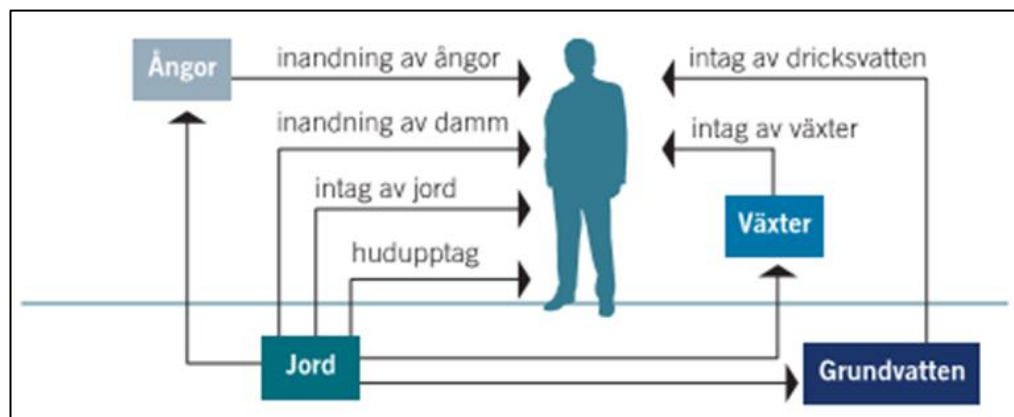 Ångor
inandning av ångor
intag av dricksvatten
inandning av damm
intag av växter
intag av jord
Växter
hudupptag
Jord
Grundvatten